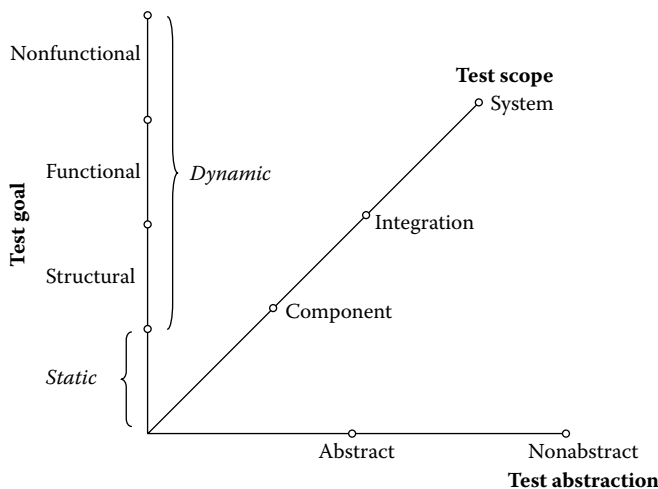 Nonfunctional
Test scope
System
Functional
Dynamic
Test goal
Integration
Structural
Component
Static
Abstract
Nonabstract
Test abstraction